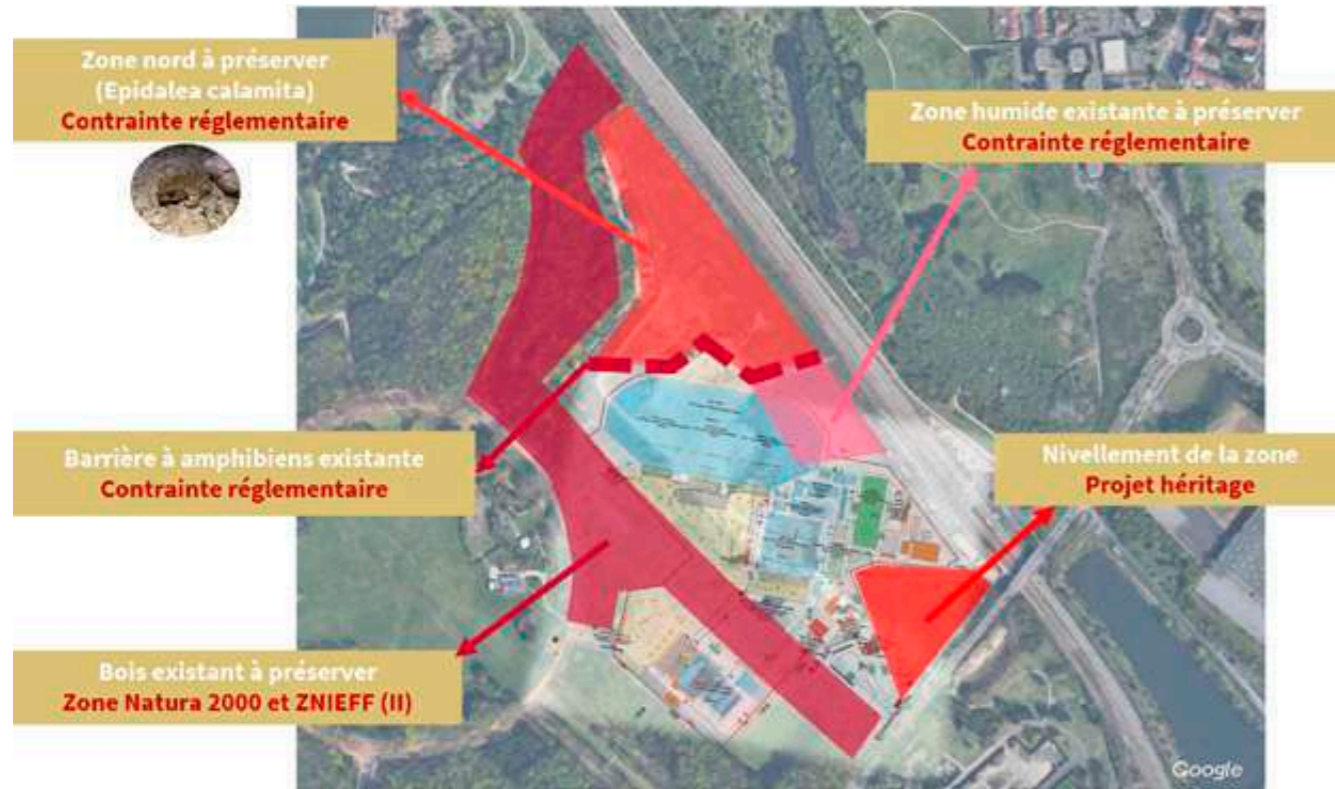 Zone nord à préserver
(Epidalea calamita)
Contrainte réglementaire
Zone humide existante à préserver
Contrainte réglementaire
Barrière à amphibiens existante
Contrainte réglementaire
Nivellement de la zone
Projet héritage
Bois existant à préserver
Zone Natura 2000 et ZNIEFF (II)
Google